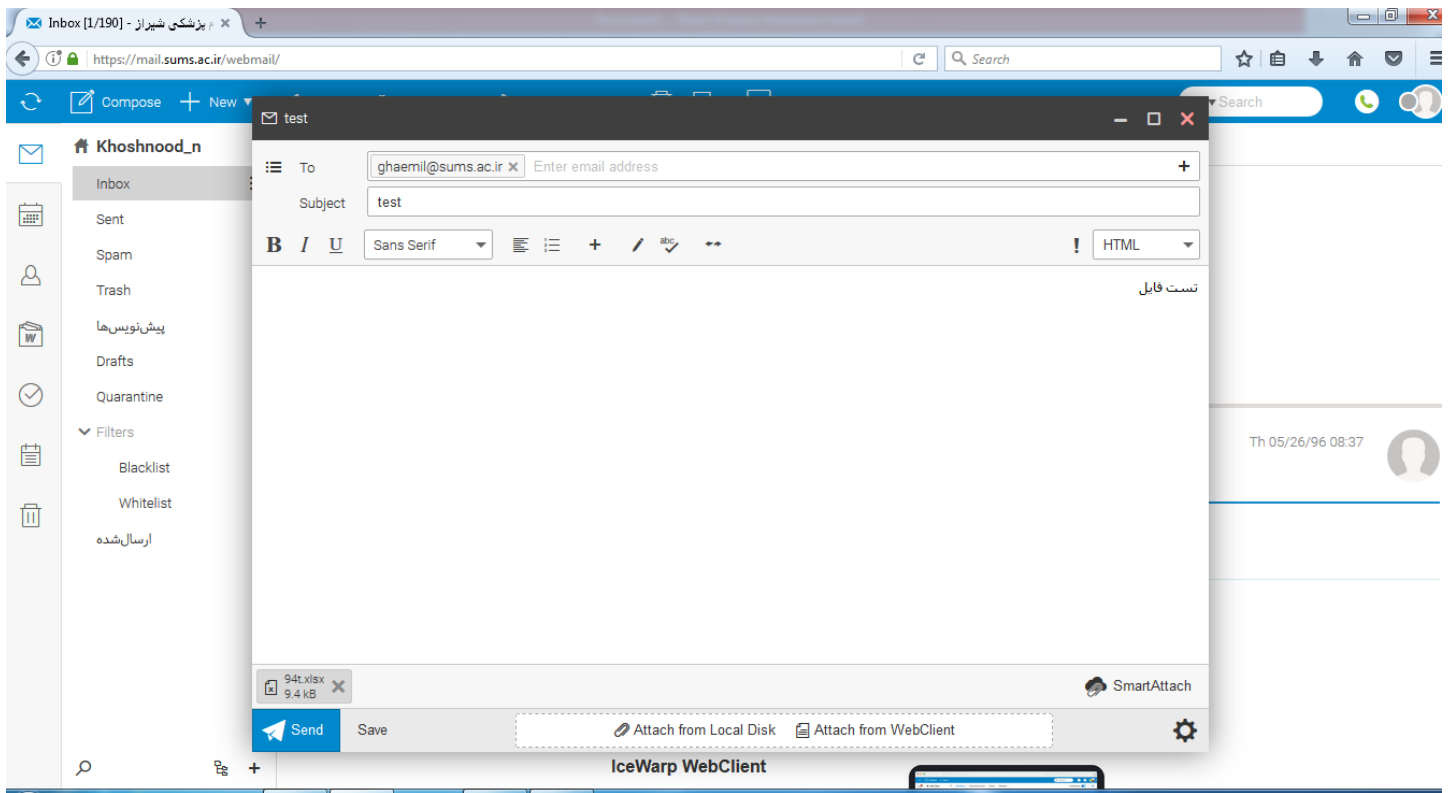 Inbox [1/190] - م پزشکی شیراز
https://mail.sums.ac.ir/webmail/
Search
Compose
New
Search
test
Khoshnood_n
To
ghaemil@sums.ac.ir
Enter email address
Inbox
Subject
test
Sent
B I U
Sans Serif
abc
!
HTML
Spam
Trash
تست فایل
پیش‌نویس‌ها
Drafts
Quarantine
Filters
Th 05/26/96 08:37
Blacklist
Whitelist
ارسال‌شده
94t.xlsx
9.4 kB
SmartAttach
Send
Save
Attach from Local Disk
Attach from WebClient
IceWarp WebClient